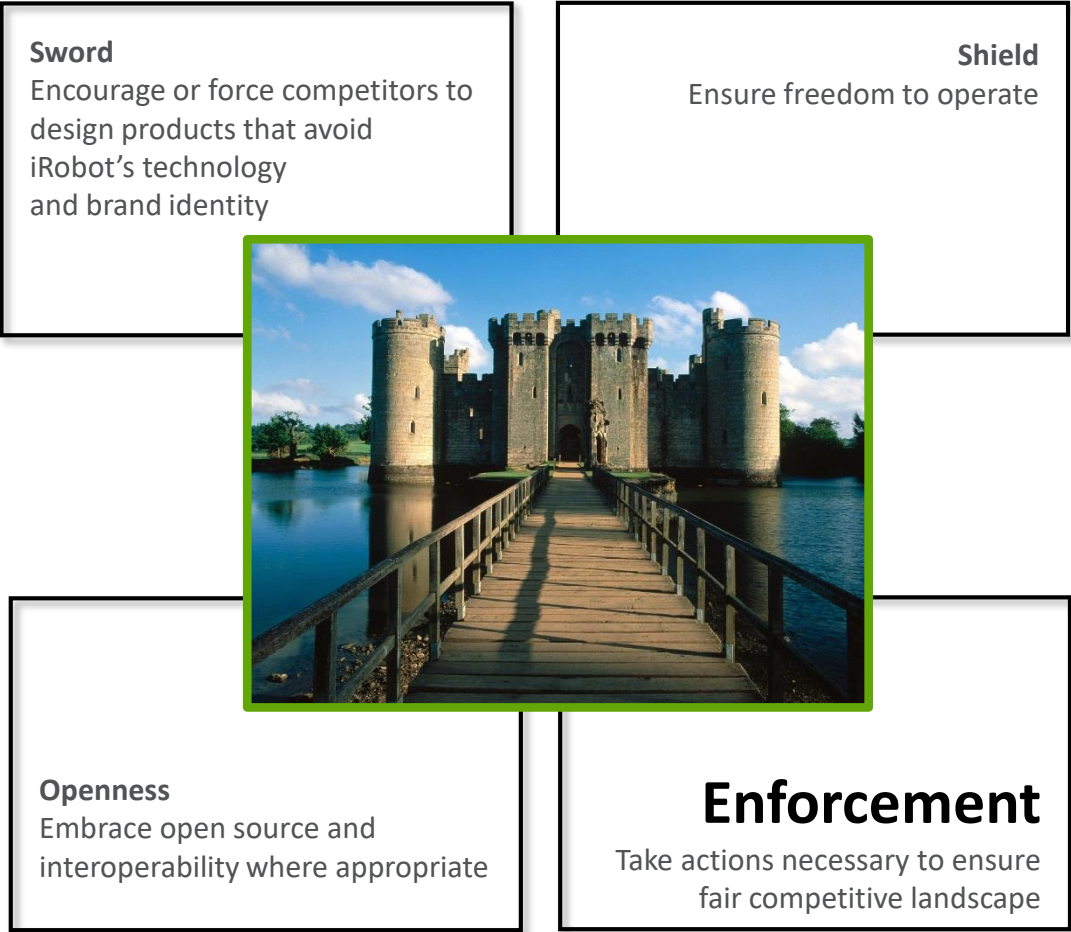 Sword
Encourage or force competitors to
design products that avoid
iRobot’s technology
and brand identity
Shield
Ensure freedom to operate
Openness
Embrace open source and
interoperability where appropriate
Enforcement
Take actions necessary to ensure
fair competitive landscape